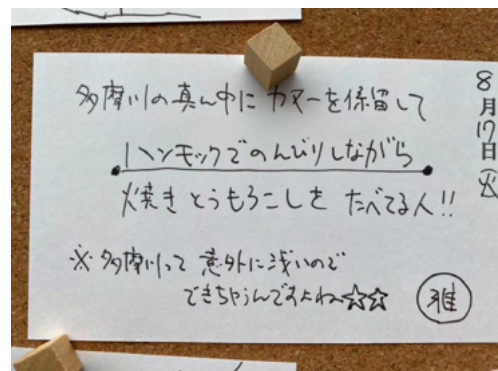 多摩川の真ん中にカヌーを保留して
ハンモックでのんびりしながら
焼きとうもろこしを たべてる人!!
※多摩川って 意外に浅いので
できちゃうんですよね☆☆
雅
8月17日(火)